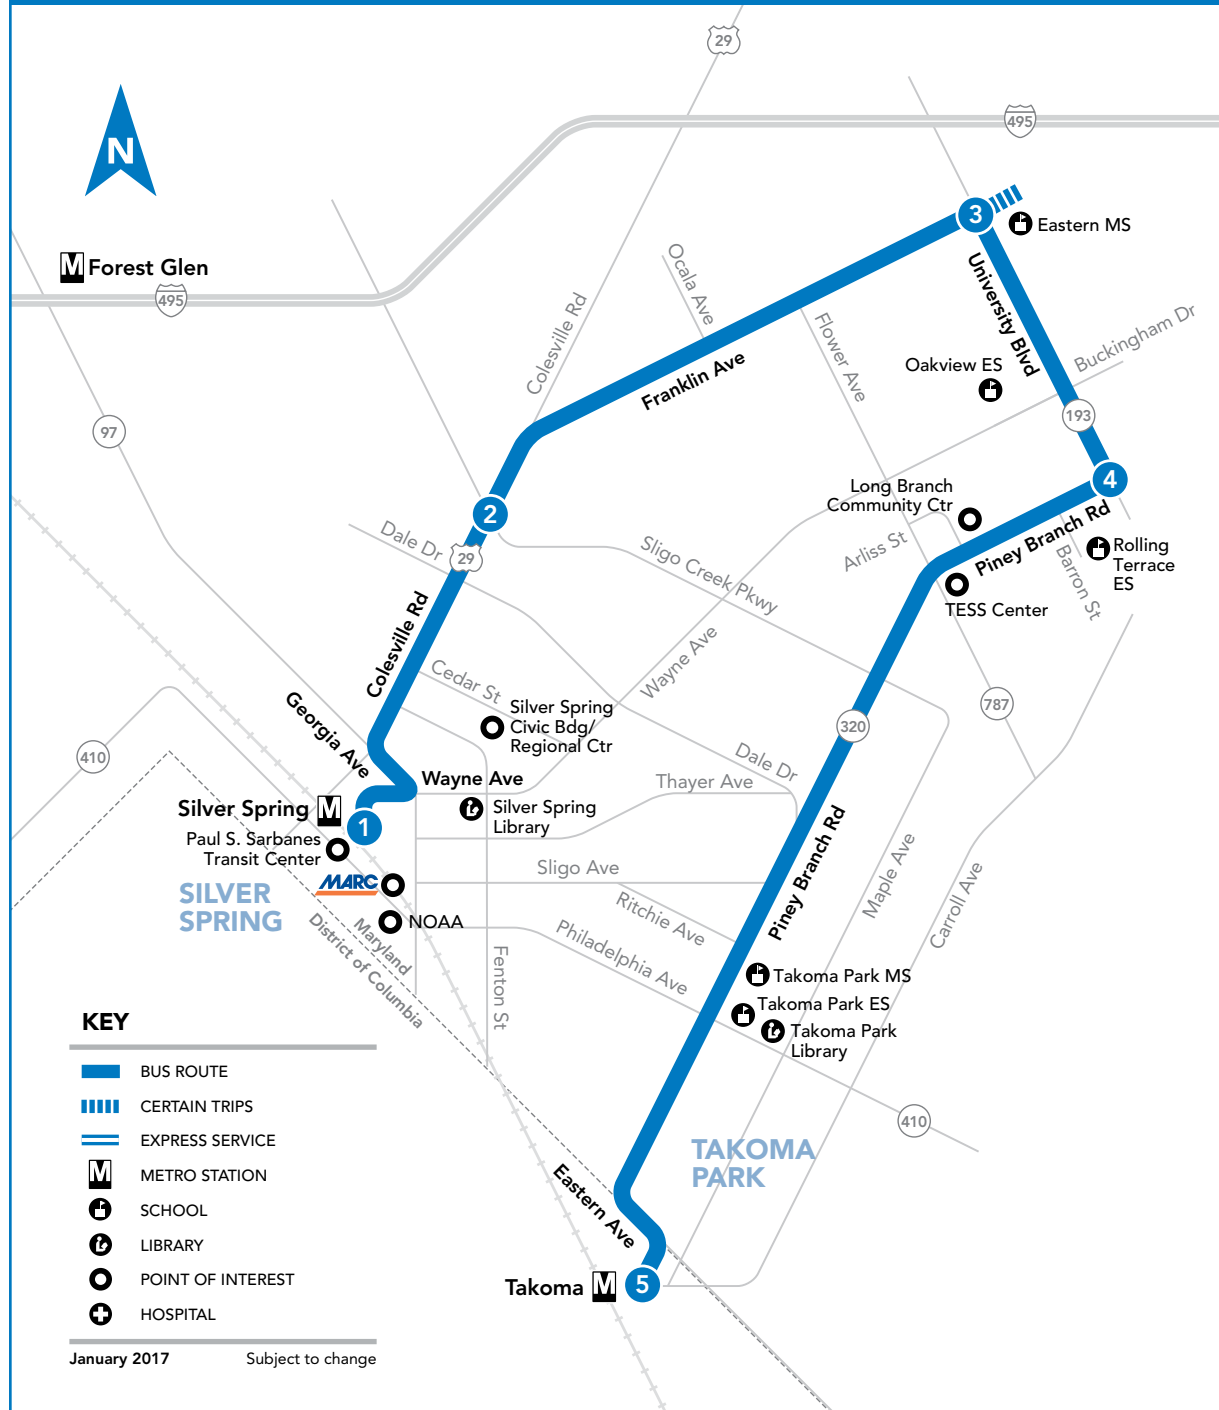 29
495
N
3
Eastern MS
Forest Glen
495
Ocala Ave
University Blvd
Colesville Rd
Flower Ave
Buckingham Dr
Oakview ES
Franklin Ave
193
97
4
Long Branch
Community Ctr
2
Piney Branch Rd
Dale Dr
29
Sligo Creek Pkwy
Arliss St
Barron St
Rolling
Terrace
ES
TESS Center
Colesville Rd
Wayne Ave
Cedar St
Georgia Ave
Silver Spring
Civic Bdg/
Regional Ctr
787
320
410
Wayne Ave
Dale Dr
Thayer Ave
Silver Spring
M
1
Silver Spring
Library
Paul S. Sarbanes
Transit Center
Piney Branch Rd
Maple Ave
MARC
Sligo Ave
SILVER
SPRING
Ritchie Ave
Carroll Ave
NOAA
Maryland
District of Columbia
Philadelphia Ave
Fenton St
Takoma Park MS
Takoma Park ES
Takoma Park
Library
410
TAKOMA
PARK
Eastern Ave
Takoma
M
5
KEY
BUS ROUTE
CERTAIN TRIPS
EXPRESS SERVICE
M METRO STATION
SCHOOL
LIBRARY
POINT OF INTEREST
HOSPITAL
January 2017 Subject to change